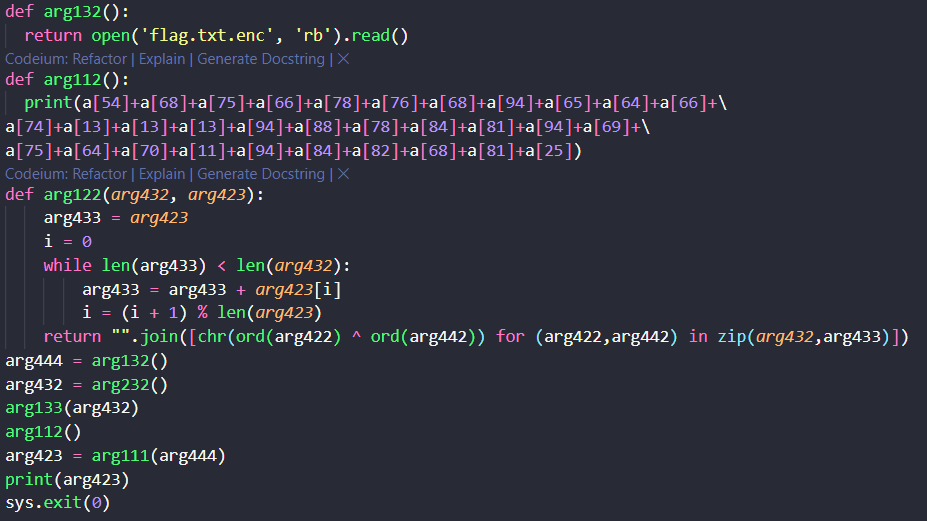 def arg132():
  return open('flag.txt.enc', 'rb').read()
Codeium: Refactor | Explain | Generate Docstring | ✕
def arg112():
  print(a[54]+a[68]+a[75]+a[66]+a[78]+a[76]+a[68]+a[94]+a[65]+a[64]+a[66]+\
a[74]+a[13]+a[13]+a[13]+a[94]+a[88]+a[78]+a[84]+a[81]+a[94]+a[69]+\
a[75]+a[64]+a[70]+a[11]+a[94]+a[84]+a[82]+a[68]+a[81]+a[25])
Codeium: Refactor | Explain | Generate Docstring | ✕
def arg122(arg432, arg423):
    arg433 = arg423
    i = 0
    while len(arg433) < len(arg432):
        arg433 = arg433 + arg423[i]
        i = (i + 1) % len(arg423)
    return "".join([chr(ord(arg422) ^ ord(arg442)) for (arg422,arg442) in zip(arg432,arg433)])
arg444 = arg132()
arg432 = arg232()
arg133(arg432)
arg112()
arg423 = arg111(arg444)
print(arg423)
sys.exit(0)